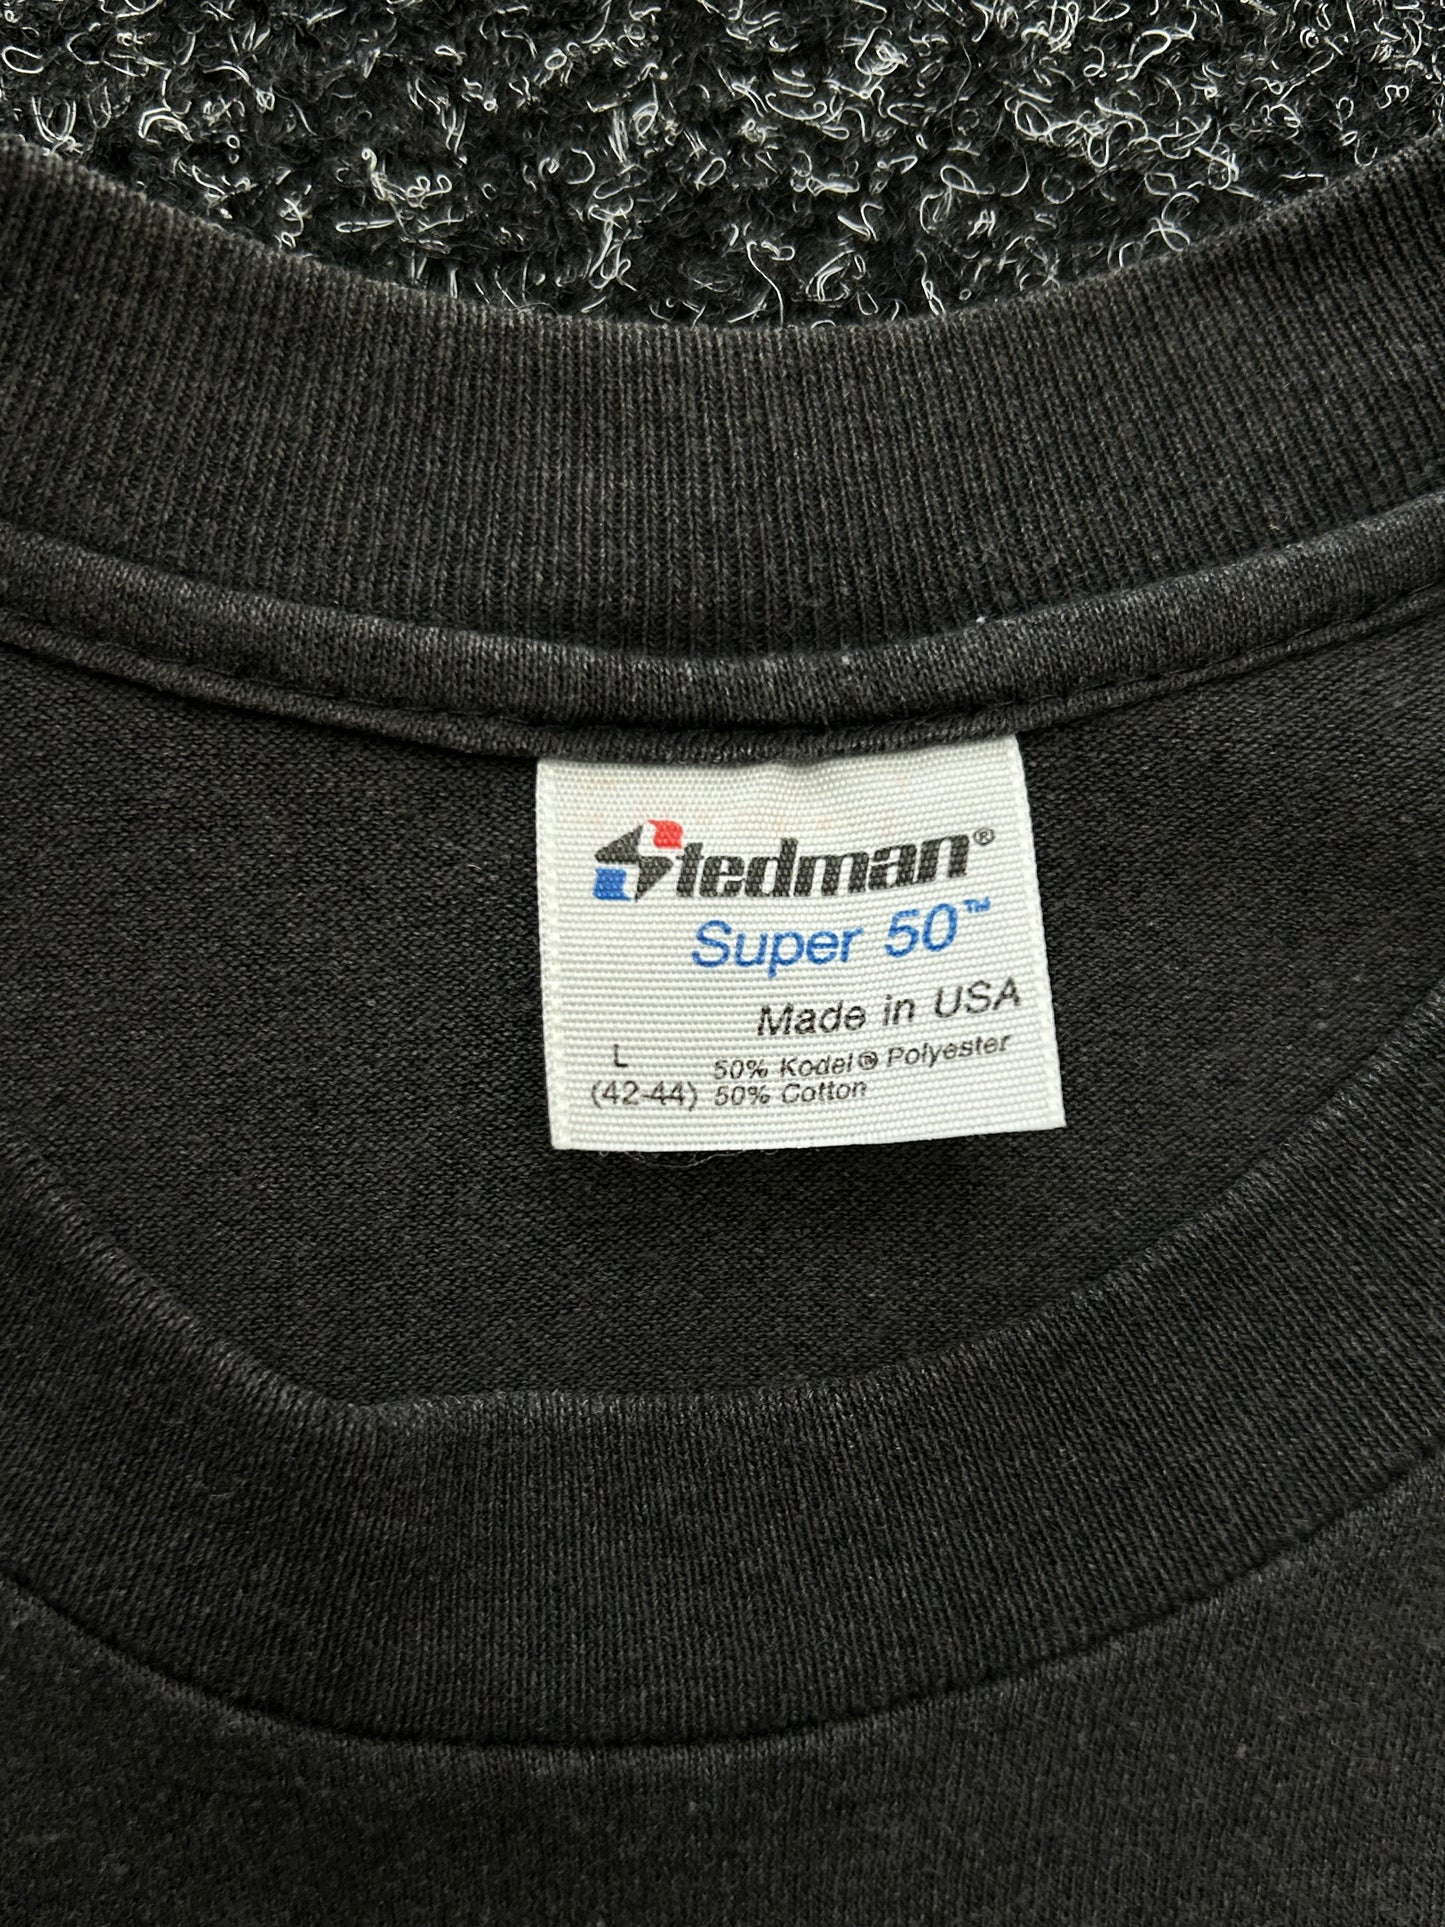 Stedman®
Super 50™
Made in USA
L 50% Kodel® Polyester
(42-44) 50% Cotton